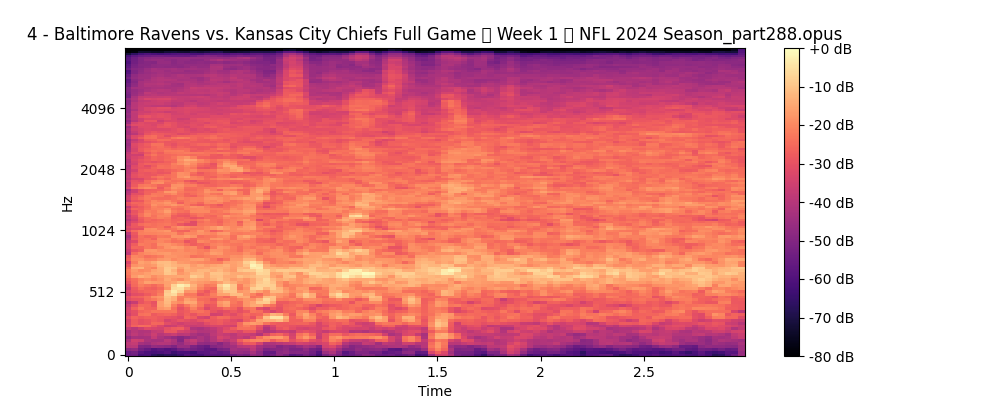 4 - Baltimore Ravens vs. Kansas City Chiefs Full Game ▯ Week 1 ▯ NFL 2024 Season_part288.opus
+0 dB
-10 dB
-20 dB
-30 dB
-40 dB
-50 dB
-60 dB
-70 dB
-80 dB
Hz
4096
2048
1024
512
0
0 0.5 1 1.5 2 2.5
Time